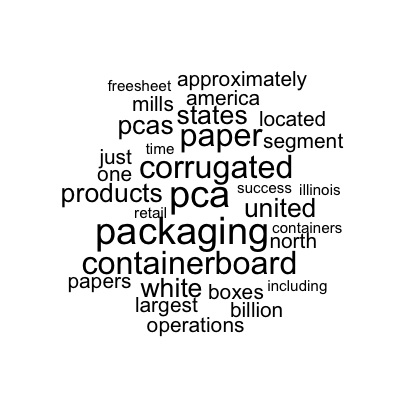 approximately
freesheet
america
mills
states
located
pcas
paper
segment
time
just
corrugated
one
success
illinois
products
pca
united
retail
containers
packaging
north
containerboard
papers
white
including
boxes
largest
billion
operations